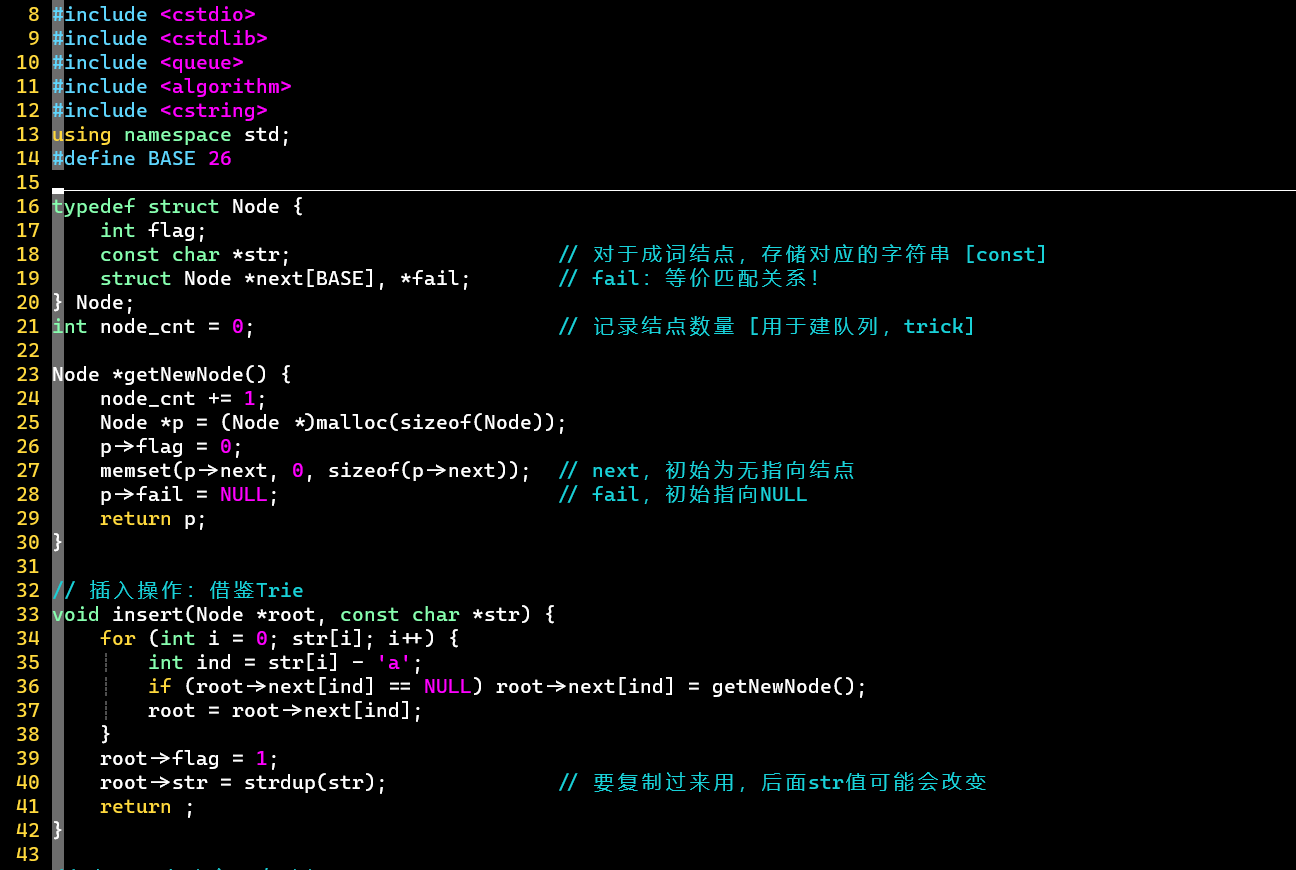 8 #include <cstdio>
9 #include <cstdlib>
10 #include <queue>
11 #include <algorithm>
12 #include <cstring>
13 using namespace std;
14 #define BASE 26
15
16 typedef struct Node {
17     int flag;
18     const char *str;                      // 对于成词结点，存储对应的字符串 [const]
19     struct Node *next[BASE], *fail;       // fail：等价匹配关系！
20 } Node;
21 int node_cnt = 0;                         // 记录结点数量 [用于建队列，trick]
22
23 Node *getNewNode() {
24     node_cnt += 1;
25     Node *p = (Node *)malloc(sizeof(Node));
26     p->flag = 0;
27     memset(p->next, 0, sizeof(p->next));  // next，初始为无指向结点
28     p->fail = NULL;                       // fail，初始指向NULL
29     return p;
30 }
31
32 // 插入操作：借鉴Trie
33 void insert(Node *root, const char *str) {
34     for (int i = 0; str[i]; i++) {
35         int ind = str[i] - 'a';
36         if (root->next[ind] == NULL) root->next[ind] = getNewNode();
37         root = root->next[ind];
38     }
39     root->flag = 1;
40     root->str = strdup(str);              // 要复制过来用，后面str值可能会改变
41     return ;
42 }
43